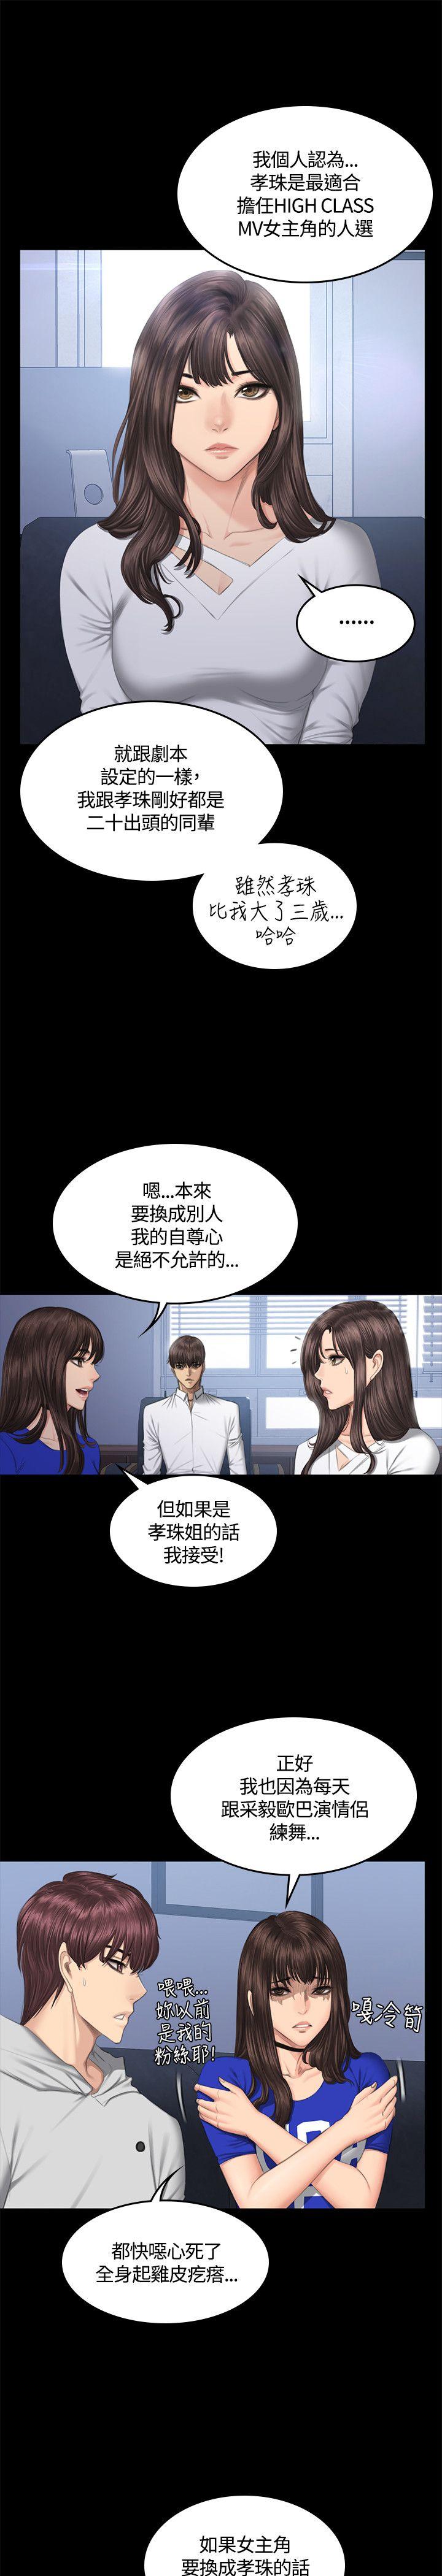 我個人認為...
孝珠是最適合
擔任HIGH CLASS
MV女主角的人選
......
就跟劇本
設定的一樣,
我跟孝珠剛好都是
二十出頭的同輩
雖然孝珠
比我大了三歲...
哈哈
嗯...本來
要換成別人
我的自尊心
是絕不允許的...
但如果是
孝珠姐的話
我接受!
正好
我也因為每天
跟采毅歐巴演情侶
練舞...
喂喂...
妳以前
是我的
粉絲耶!
嘎冷筍
都快噁心死了
全身起雞皮疙瘩...
如果女主角
要換成孝珠的話